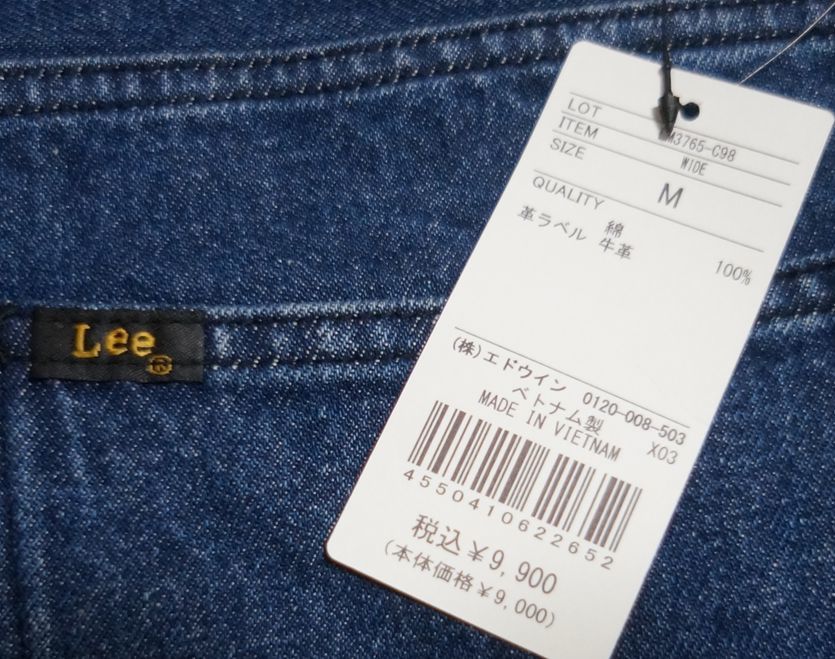 Lee®
LOT M3765-C98
ITEM WIDE
SIZE M
QUALITY 綿 100%
革ラベル 牛革
(株)エドウイン 0120-008-503
ベトナム製 X03
MADE IN VIETNAM
4550410622652
税込¥9,900
(本体価格¥9,000)